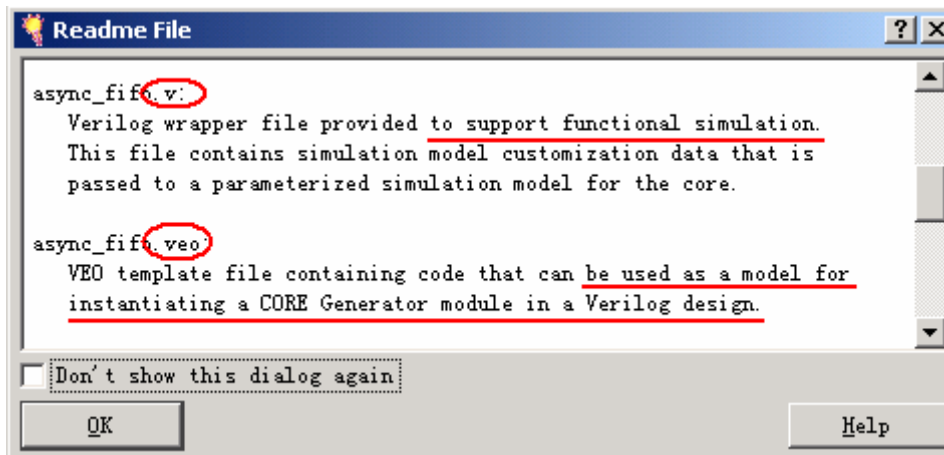 Readme File
async_fifo.v:
Verilog wrapper file provided to support functional simulation.
This file contains simulation model customization data that is
passed to a parameterized simulation model for the core.
async_fifo.veo:
VEO template file containing code that can be used as a model for
instantiating a CORE Generator module in a Verilog design.
Don't show this dialog again
OK
Help